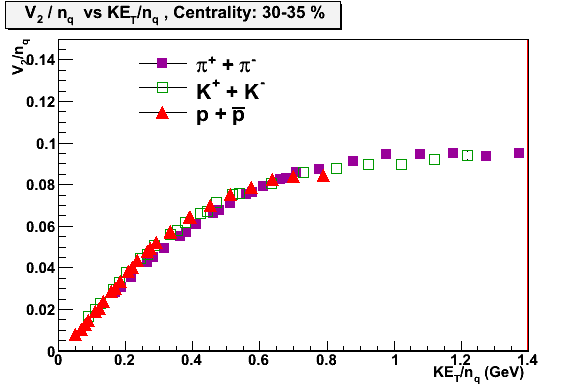 V₂ / n_q vs KE_T/n_q , Centrality: 30-35 %
V₂/n_q
0.14
0.12
0.1
0.08
0.06
0.04
0.02
0
π⁺ + π⁻
K⁺ + K⁻
p + p̅
0 0.2 0.4 0.6 0.8 1 1.2 1.4
KE_T/n_q (GeV)